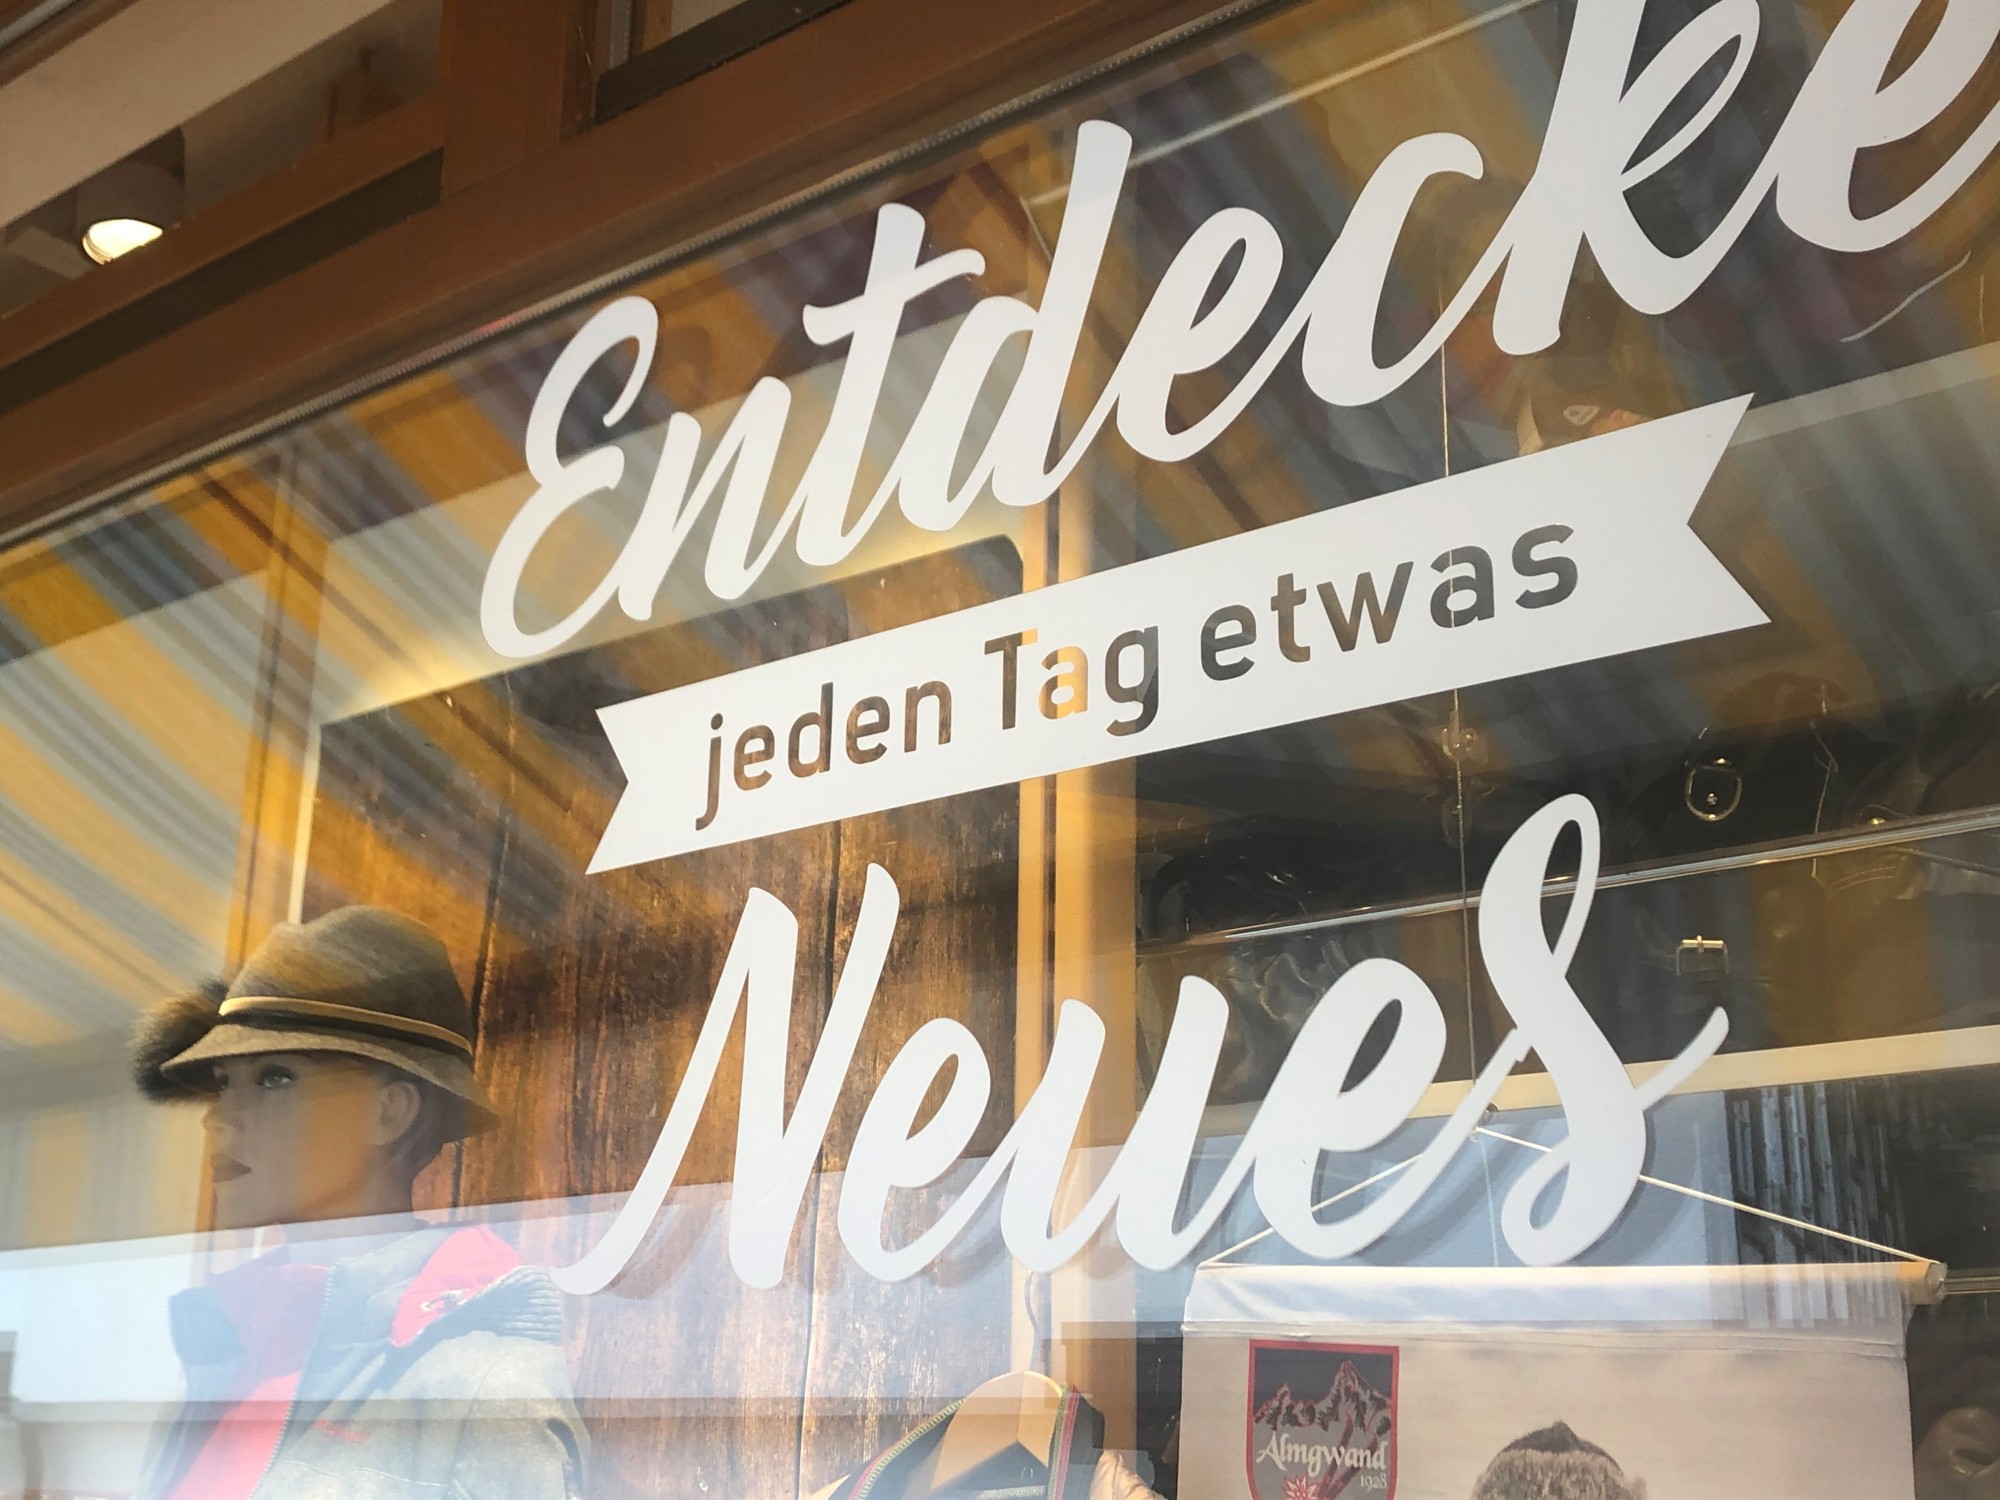 Entdecke
jeden Tag etwas
Neues
Almgwand
1928